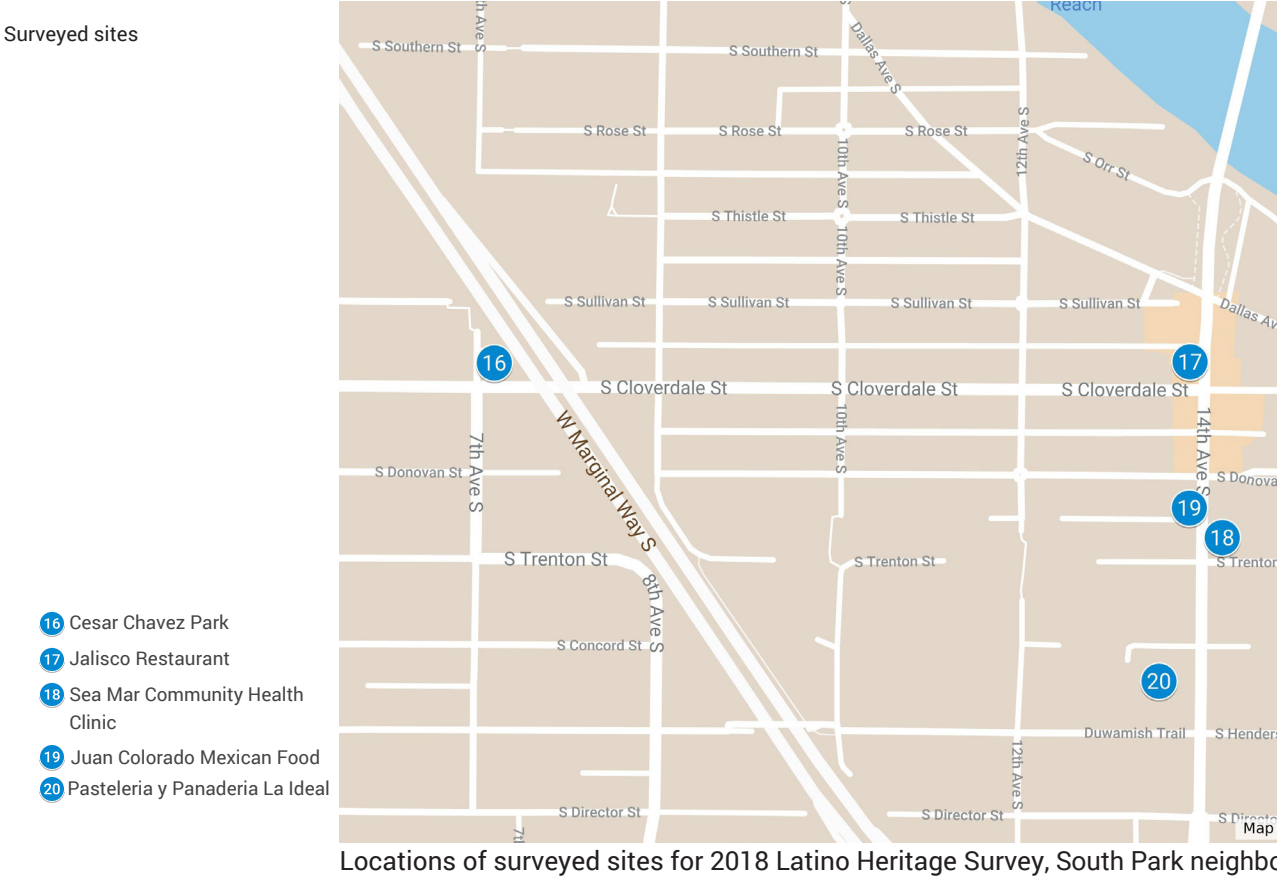 Surveyed sites
16 Cesar Chavez Park
17 Jalisco Restaurant
18 Sea Mar Community Health
Clinic
19 Juan Colorado Mexican Food
20 Pasteleria y Panaderia La Ideal
Reach
S Southern St
S Southern St
Dallas Ave S
S Rose St
S Rose St
S Rose St
10th Ave S
12th Ave S
S Orr St
S Thistle St
S Thistle St
10th Ave S
S Sullivan St
S Sullivan St
S Sullivan St
S Sullivan St
Dallas Av
16
17
S Cloverdale St
S Cloverdale St
S Cloverdale St
10th Ave S
14th Ave S
W Marginal Way S
7th Ave S
S Donovan St
S Donova
19
18
S Trenton St
S Trenton St
S Trenton
8th Ave S
S Concord St
20
Duwamish Trail
S Henders
12th Ave S
S Director St
S Director St
Map
Locations of surveyed sites for 2018 Latino Heritage Survey, South Park neighbo